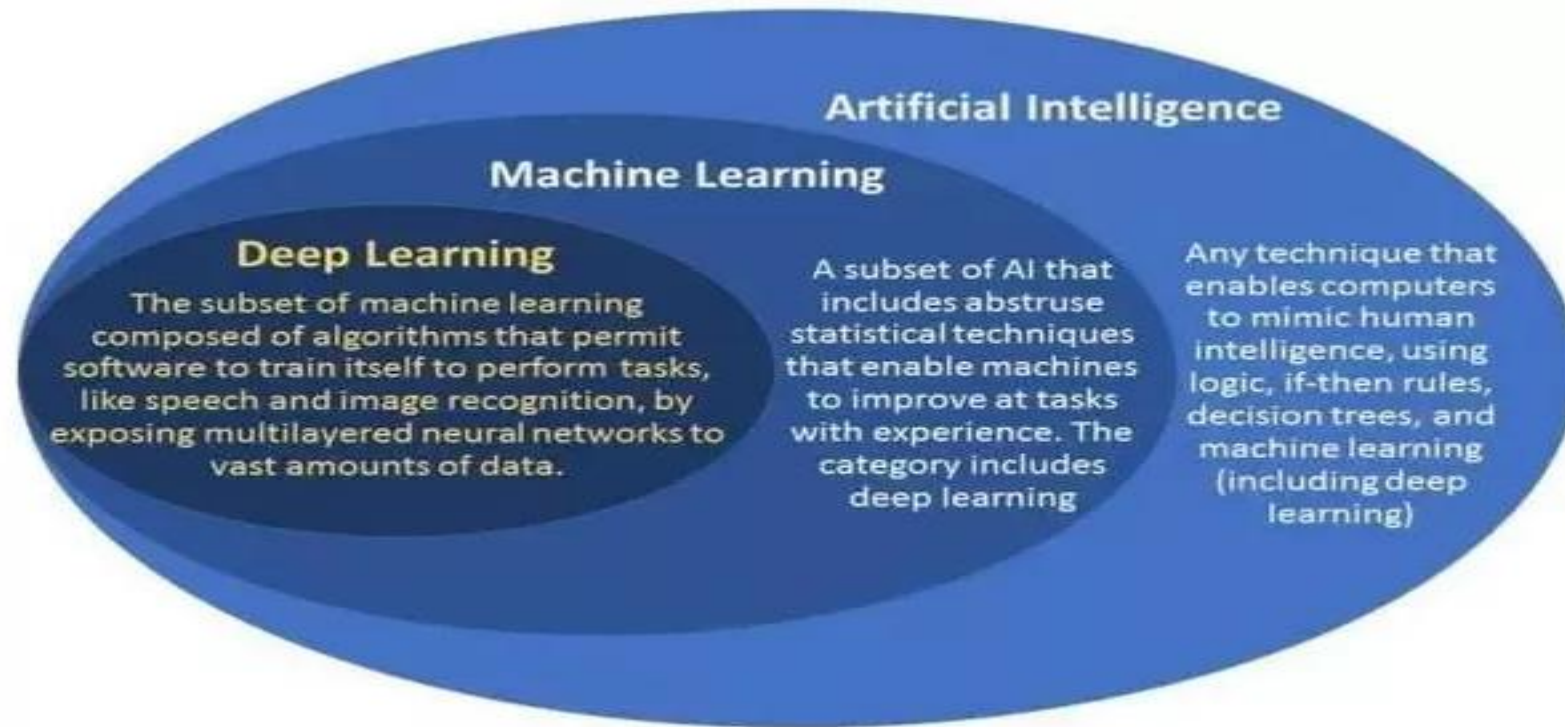 Artificial Intelligence
Machine Learning
Deep Learning
The subset of machine learning
composed of algorithms that permit
software to train itself to perform tasks,
like speech and image recognition, by
exposing multilayered neural networks to
vast amounts of data.
A subset of AI that
includes abstruse
statistical techniques
that enable machines
to improve at tasks
with experience. The
category includes
deep learning
Any technique that
enables computers
to mimic human
intelligence, using
logic, if-then rules,
decision trees, and
machine learning
(including deep
learning)